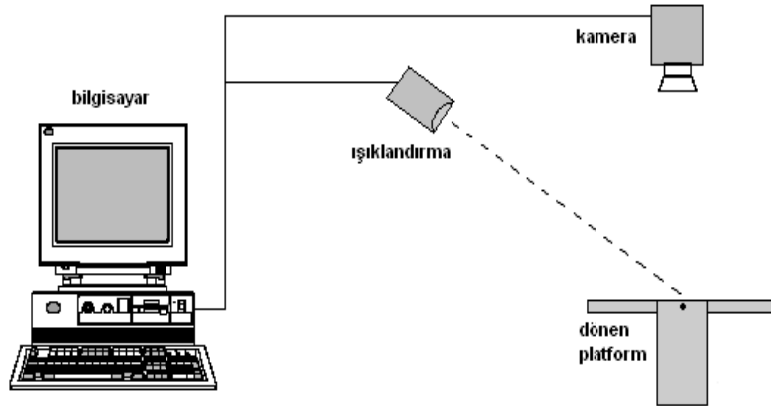 kamera
bilgisayar
ışıklandırma
dönen
platform